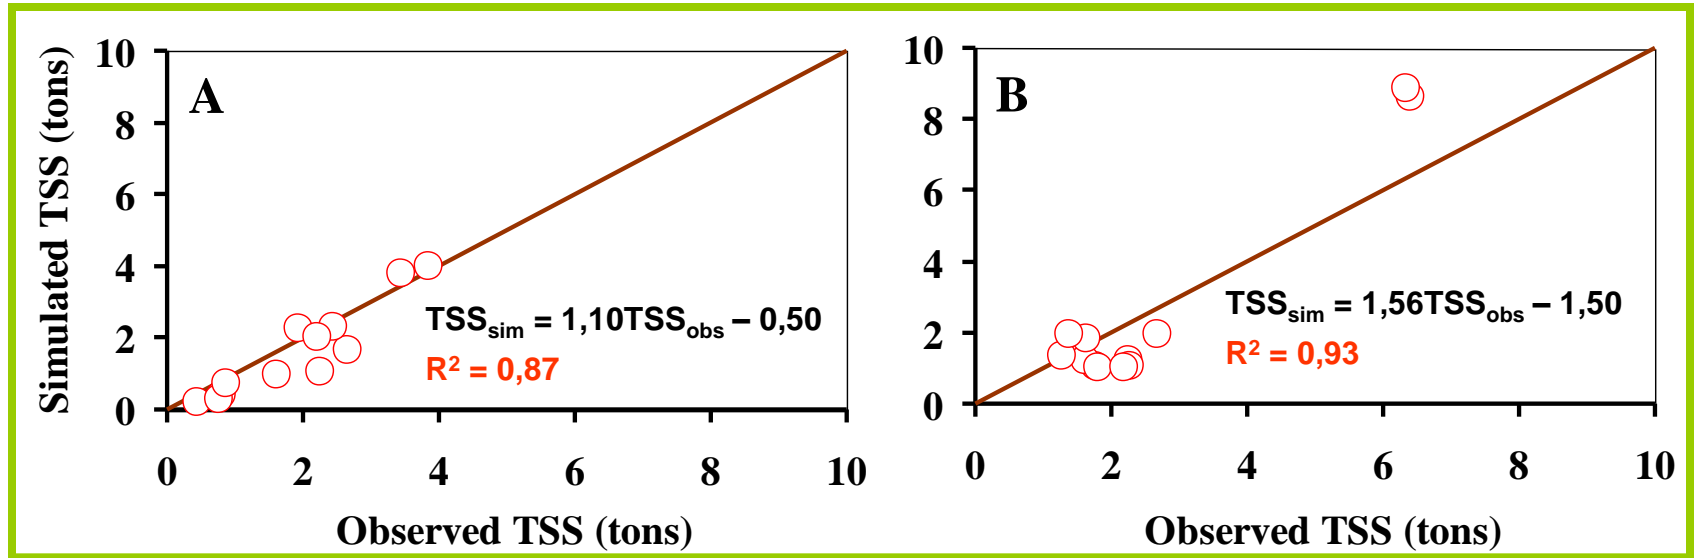 A
Simulated TSS (tons)
10
8
6
4
2
0
TSSsim = 1,10TSSobs – 0,50
R2 = 0,87
0 2 4 6 8 10
Observed TSS (tons)
B
10
8
6
4
2
0
TSSsim = 1,56TSSobs – 1,50
R2 = 0,93
0 2 4 6 8 10
Observed TSS (tons)